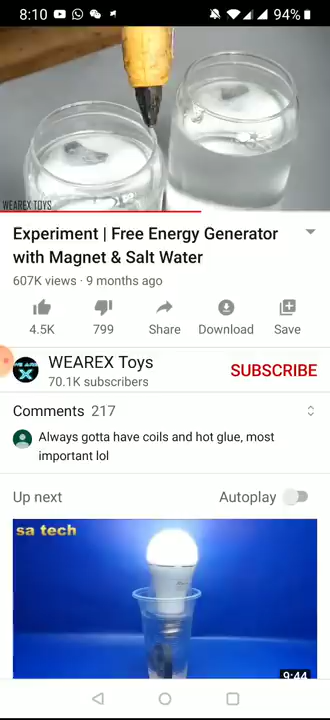 8:10
94%
WEAREX TOYS
Experiment | Free Energy Generator
with Magnet & Salt Water
607K views · 9 months ago
4.5K
799
Share
Download
Save
WEAREX Toys
70.1K subscribers
SUBSCRIBE
Comments 217
Always gotta have coils and hot glue, most
important lol
Up next
Autoplay
sa tech
9:44